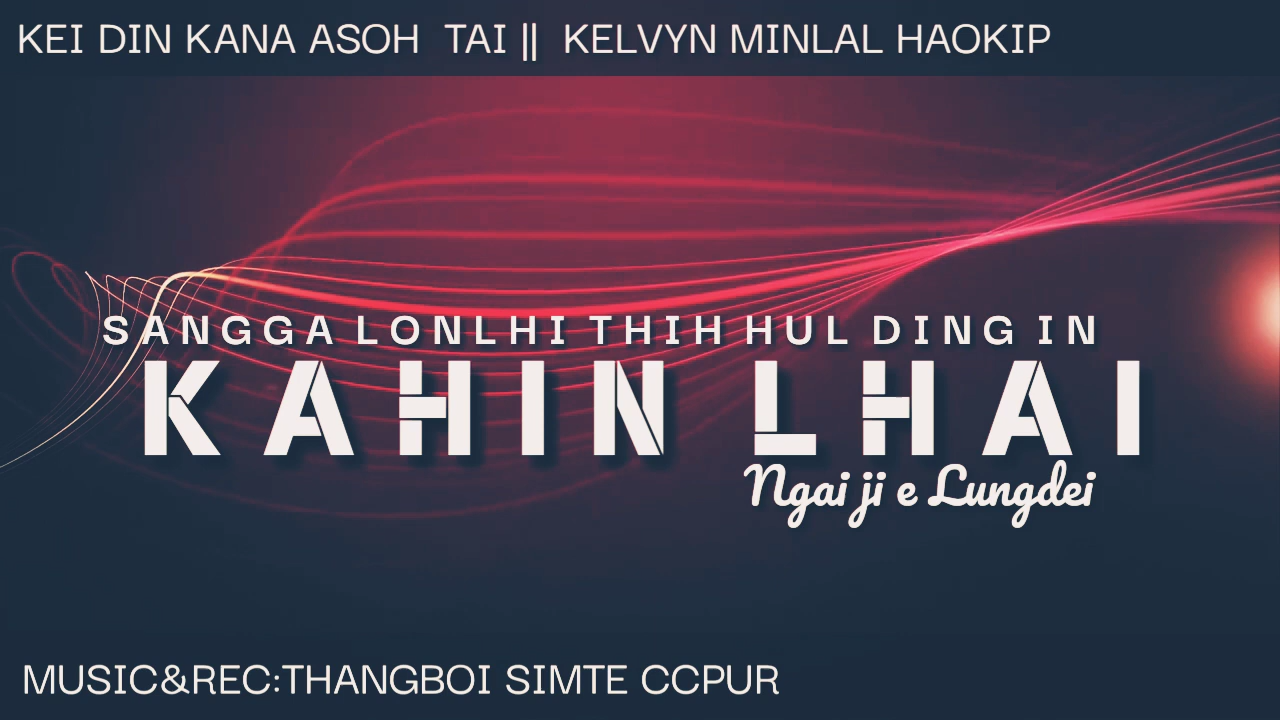 KEI DIN KANA ASOH TAI || KELVYN MINLAL HAOKIP
SANGGA LONLHI THIH HUL DING IN
KAHIN LHAI
Ngai ji e Lungdei
MUSIC&REC:THANGBOI SIMTE CCPUR